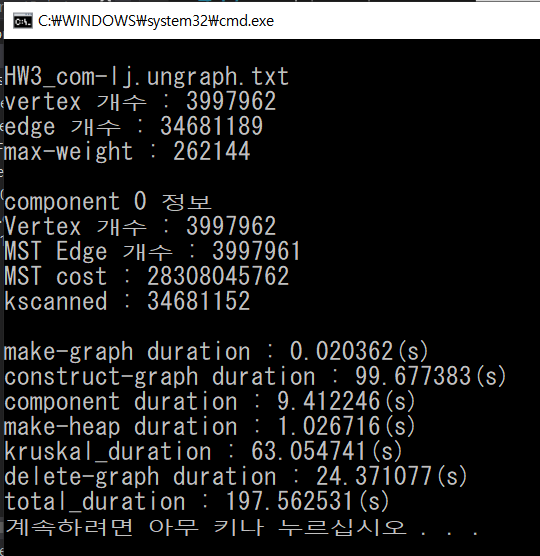 C:\WINDOWS\system32\cmd.exe
HW3_com-lj.ungraph.txt
vertex 개수 : 3997962
edge 개수 : 34681189
max-weight : 262144
component 0 정보
Vertex 개수 : 3997962
MST Edge 개수 : 3997961
MST cost : 28308045762
kscanned : 34681152
make-graph duration : 0.020362(s)
construct-graph duration : 99.677383(s)
component duration : 9.412246(s)
make-heap duration : 1.026716(s)
kruskal_duration : 63.054741(s)
delete-graph duration : 24.371077(s)
total_duration : 197.562531(s)
계속하려면 아무 키나 누르십시오 . . .